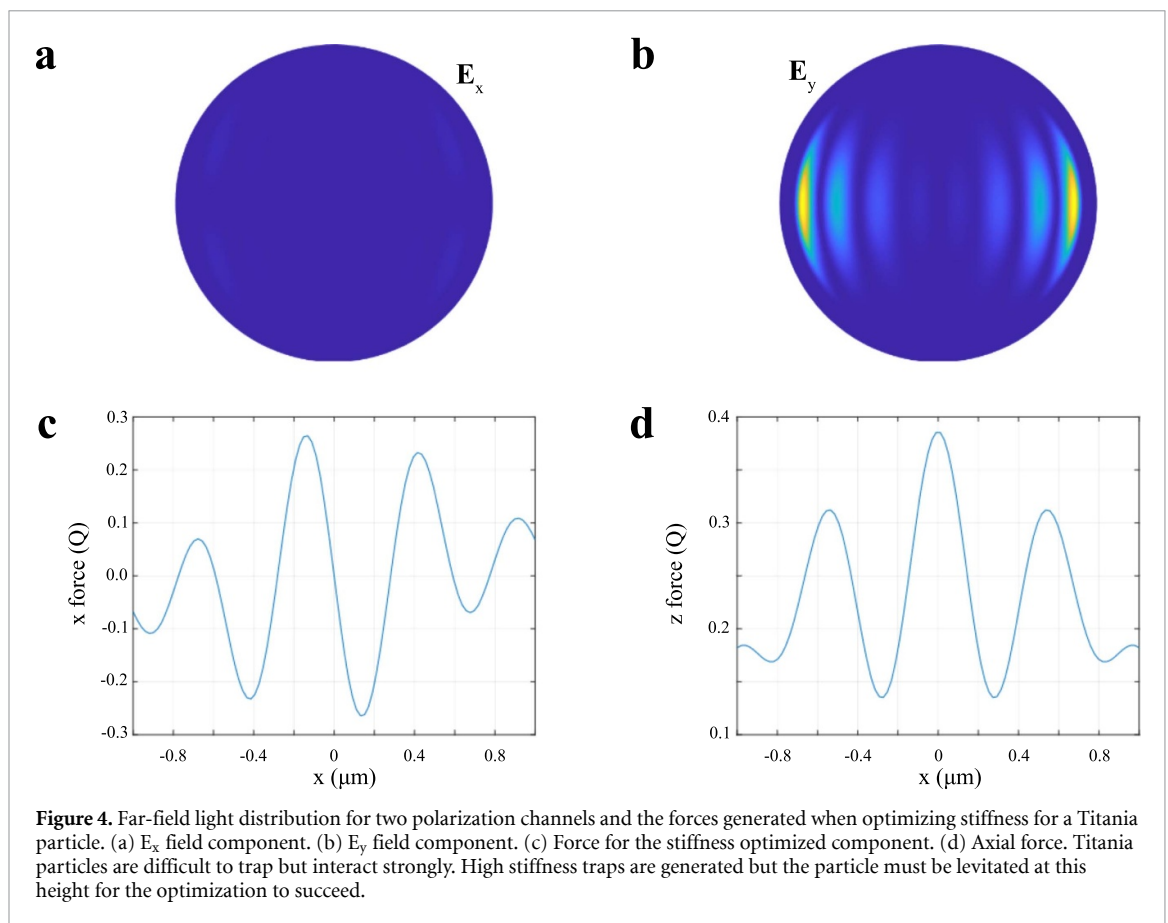 a
b
E_x
E_y
c
d
0.3
0.2
0.1
0.0
-0.1
-0.2
-0.3
x force (Q)
-0.8 -0.4 0 0.4 0.8
x (μm)
0.4
0.3
0.2
0.1
z force (Q)
-0.8 -0.4 0 0.4 0.8
x (μm)
Figure 4. Far-field light distribution for two polarization channels and the forces generated when optimizing stiffness for a Titania
particle. (a) E_x field component. (b) E_y field component. (c) Force for the stiffness optimized component. (d) Axial force. Titania
particles are difficult to trap but interact strongly. High stiffness traps are generated but the particle must be levitated at this
height for the optimization to succeed.